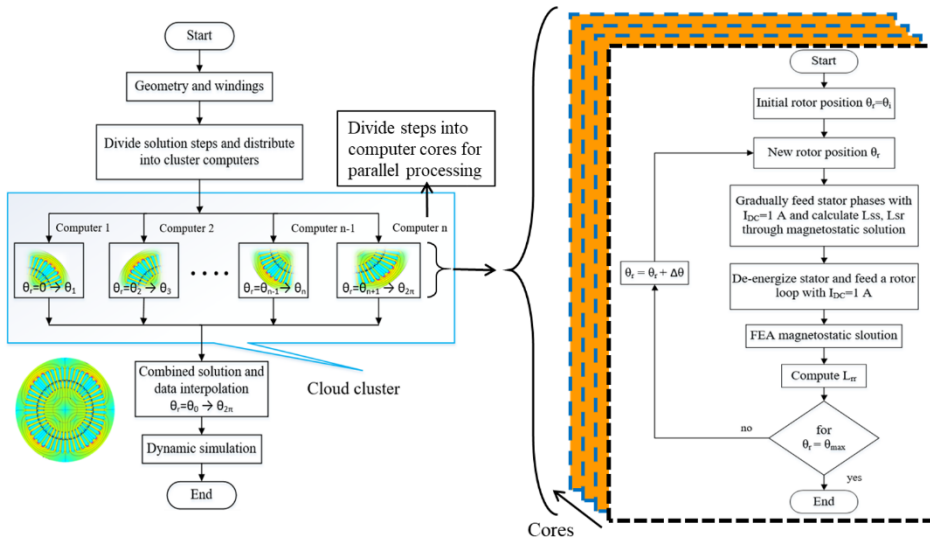 Start
Geometry and windings
Divide solution steps and distribute
into cluster computers
Divide steps into
computer cores for
parallel processing
Computer 1
Computer 2
Computer n-1
Computer n
θr=0 → θ1
θr=θ2 → θ3
θr=θn-1 → θn
θr=θn+1 → θ2π
Combined solution and
data interpolation
θr=θ0 → θ2π
Cloud cluster
Dynamic simulation
End
Start
Initial rotor position θr=θi
New rotor position θr
Gradually feed stator phases with
IDC=1 A and calculate Lss, Lsr
through magnetostatic solution
θr = θr + Δθ
De-energize stator and feed a rotor
loop with IDC=1 A
FEA magnetostatic sloution
Compute Lrr
no
for
θr = θmax
yes
End
Cores